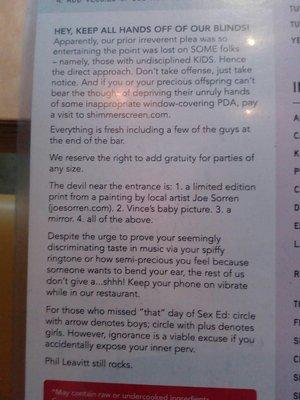 HEY, KEEP ALL HANDS OFF OF OUR BLINDS!
Apparently, our prior irreverent plea was so
entertaining the point was lost on SOME folks
– namely, those with undisciplined KIDS. Hence
the direct approach. Don't take offense, just take
notice. And if you or your precious offspring can't
bear the thought of depriving their unruly hands
of some inappropriate window-covering PDA, pay
a visit to shimmerscreen.com.
Everything is fresh including a few of the guys at
the end of the bar.
We reserve the right to add gratuity for parties of
any size.
The devil near the entrance is: 1. a limited edition
print from a painting by local artist Joe Sorren
(joesorren.com). 2. Vince's baby picture. 3. a
mirror. 4. all of the above.
Despite the urge to prove your seemingly
discriminating taste in music via your spiffy
ringtone or how semi-precious you feel because
someone wants to bend your ear, the rest of us
don't give a...shhh! Keep your phone on vibrate
while in our restaurant.
For those who missed "that" day of Sex Ed: circle
with arrow denotes boys; circle with plus denotes
girls. However, ignorance is a viable excuse if you
accidentally expose your inner perv.
Phil Leavitt still rocks.
*May contain raw or undercooked ingredients